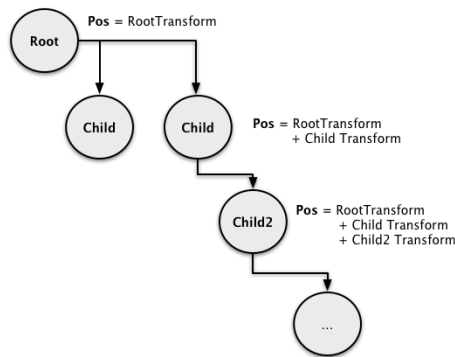 Pos = RootTransform
Root
Child
Child
Pos = RootTransform
+ Child Transform
Child2
Pos = RootTransform
+ Child Transform
+ Child2 Transform
...